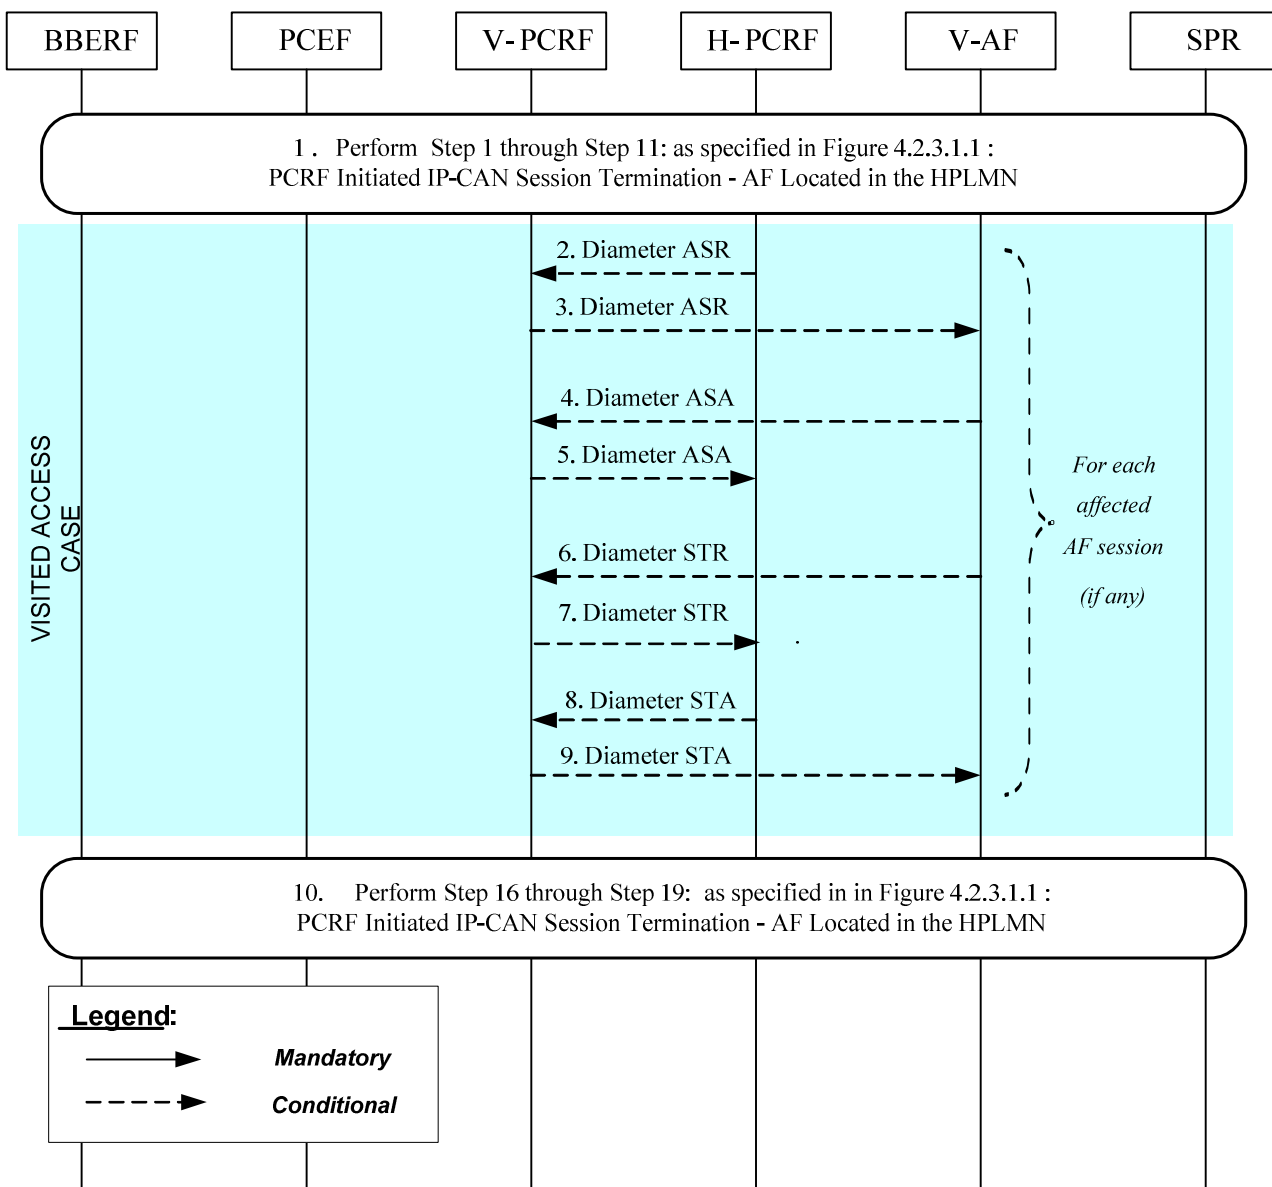 BBERF
PCEF
V-PCRF
H-PCRF
V-AF
SPR
1 . Perform Step 1 through Step 11: as specified in Figure 4.2.3.1.1 :
PCRF Initiated IP-CAN Session Termination - AF Located in the HPLMN
2. Diameter ASR
3. Diameter ASR
4. Diameter ASA
5. Diameter ASA
6. Diameter STR
7. Diameter STR
8. Diameter STA
9. Diameter STA
For each
affected
AF session
(if any)
VISITED ACCESS
CASE
10. Perform Step 16 through Step 19: as specified in in Figure 4.2.3.1.1 :
PCRF Initiated IP-CAN Session Termination - AF Located in the HPLMN
Legend:
Mandatory
Conditional